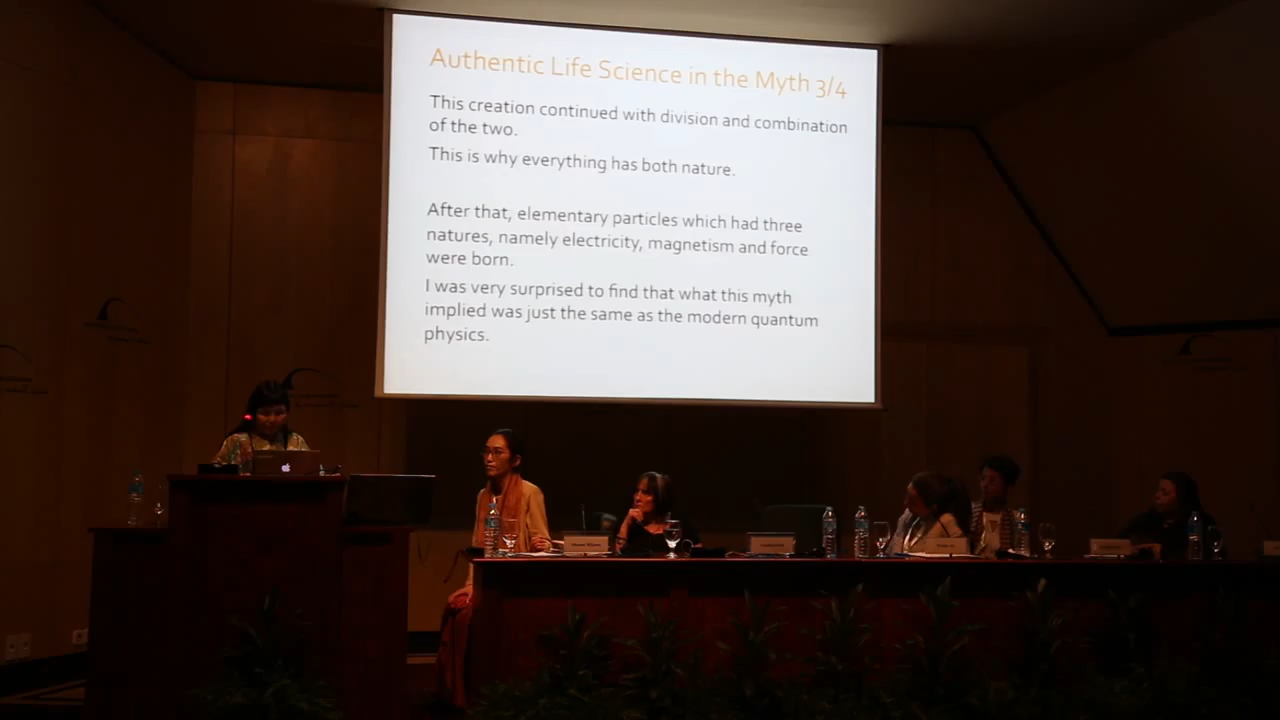 Authentic Life Science in the Myth 3/4
This creation continued with division and combination
of the two.
This is why everything has both nature.
After that, elementary particles which had three
natures, namely electricity, magnetism and force
were born.
I was very surprised to find that what this myth
implied was just the same as the modern quantum
physics.